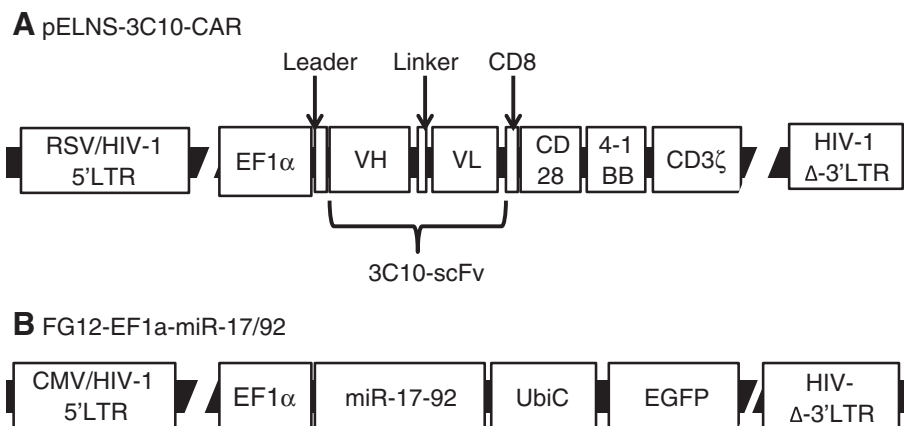 A pELNS-3C10-CAR
Leader Linker CD8
RSV/HIV-1
5'LTR
EF1α
VH
VL
CD
28
4-1
BB
CD3ζ
HIV-1
Δ-3'LTR
3C10-scFv
B FG12-EF1a-miR-17/92
CMV/HIV-1
5'LTR
EF1α
miR-17-92
UbiC
EGFP
HIV-
Δ-3'LTR